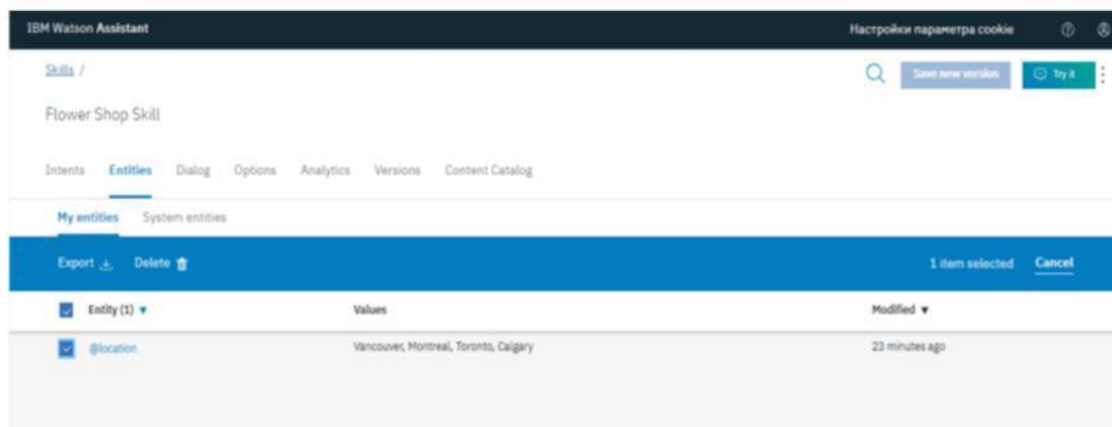 IBM Watson Assistant Настройки параметра cookie
Skills / Save new version Try it
Flower Shop Skill
Intents Entities Dialog Options Analytics Versions Content Catalog
My entities System entities
Export Delete 1 item selected Cancel
Entity (1) Values Modified
@location Vancouver, Montreal, Toronto, Calgary 23 minutes ago